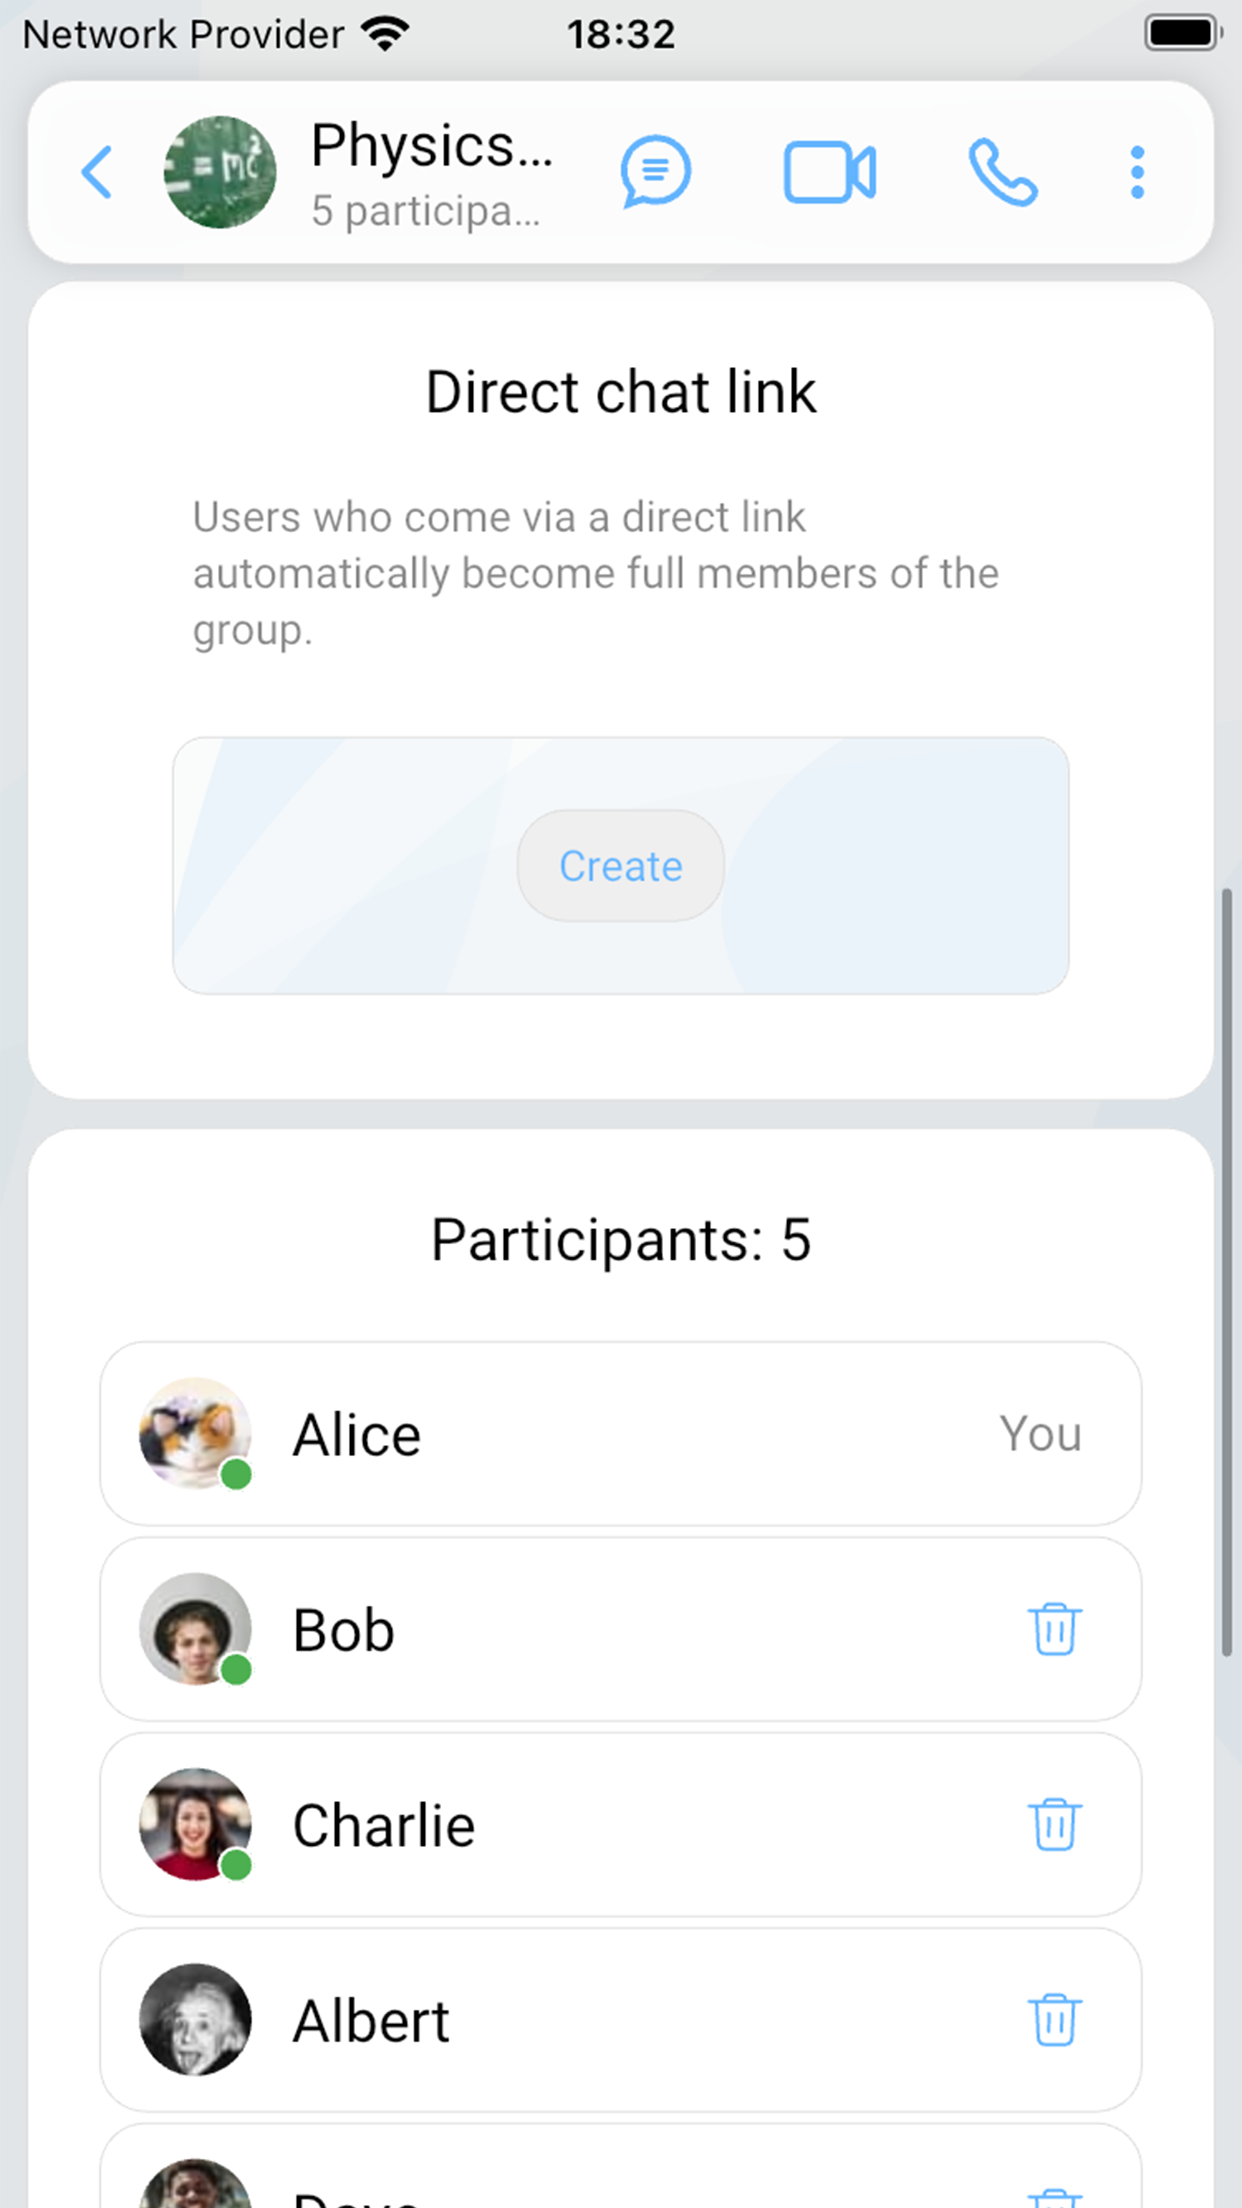 Network Provider
18:32
Physics...
5 participa...
Direct chat link
Users who come via a direct link
automatically become full members of the
group.
Create
Participants: 5
Alice
You
Bob
Charlie
Albert